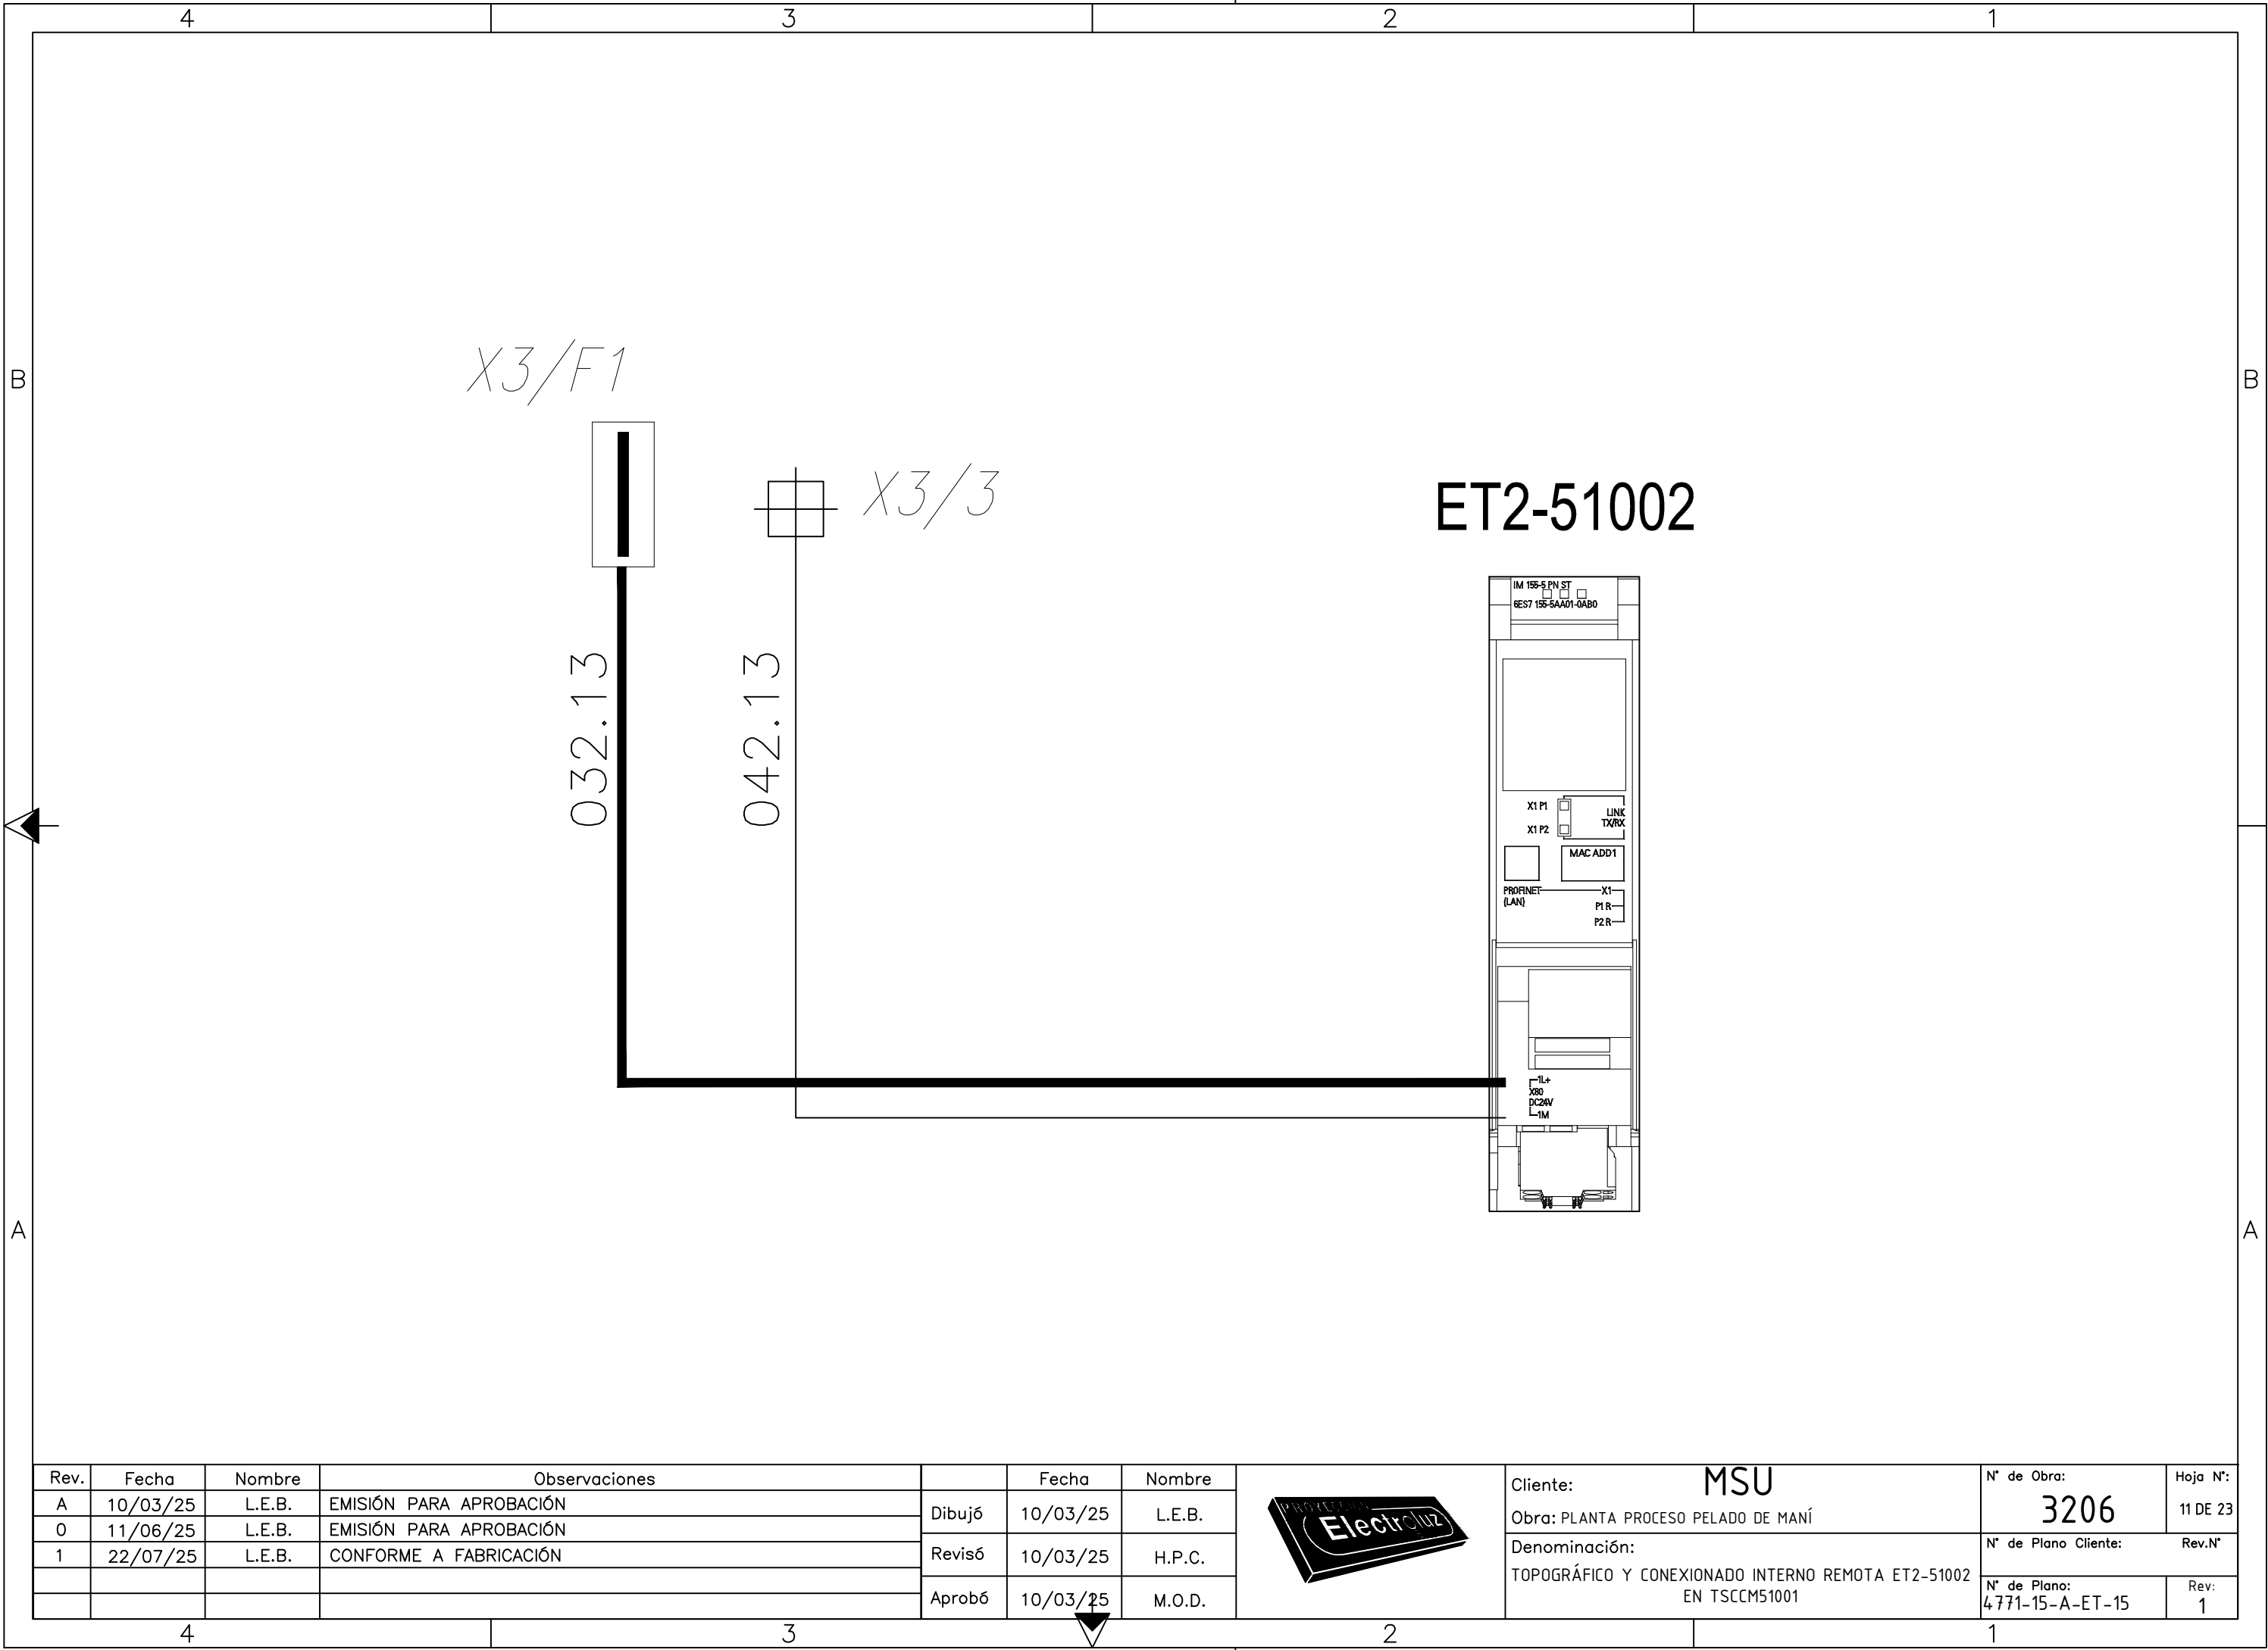 4 3 2 1
B B
X3/F1
X3/3
ET2-51002
IM 155-5 PN ST
6ES7 155-5AA01-0AB0
032.13
042.13
X1 P1
LINK
TX/RX
X1 P2
MAC ADD1
PROFINET X1
(LAN)
P1 R
P2 R
1L+
X80
DC24V
1M
A A
Rev. Fecha Nombre Observaciones
A 10/03/25 L.E.B. EMISIÓN PARA APROBACIÓN
0 11/06/25 L.E.B. EMISIÓN PARA APROBACIÓN
1 22/07/25 L.E.B. CONFORME A FABRICACIÓN
Fecha Nombre
Dibujó 10/03/25 L.E.B.
Revisó 10/03/25 H.P.C.
Aprobó 10/03/25 M.O.D.
Electroluz
Cliente: MSU
Obra: PLANTA PROCESO PELADO DE MANÍ
Denominación:
TOPOGRÁFICO Y CONEXIONADO INTERNO REMOTA ET2-51002
EN TSCCM51001
N° de Obra:
3206
Hoja N°:
11 DE 23
N° de Plano Cliente:
Rev.N°
N° de Plano:
4771-15-A-ET-15
Rev:
1
4 3 2 1